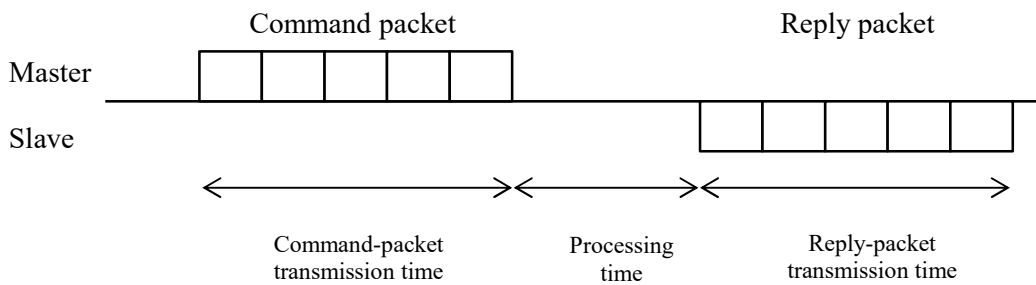 Command packet
Reply packet
Master
Slave
Command-packet
transmission time
Processing
time
Reply-packet
transmission time